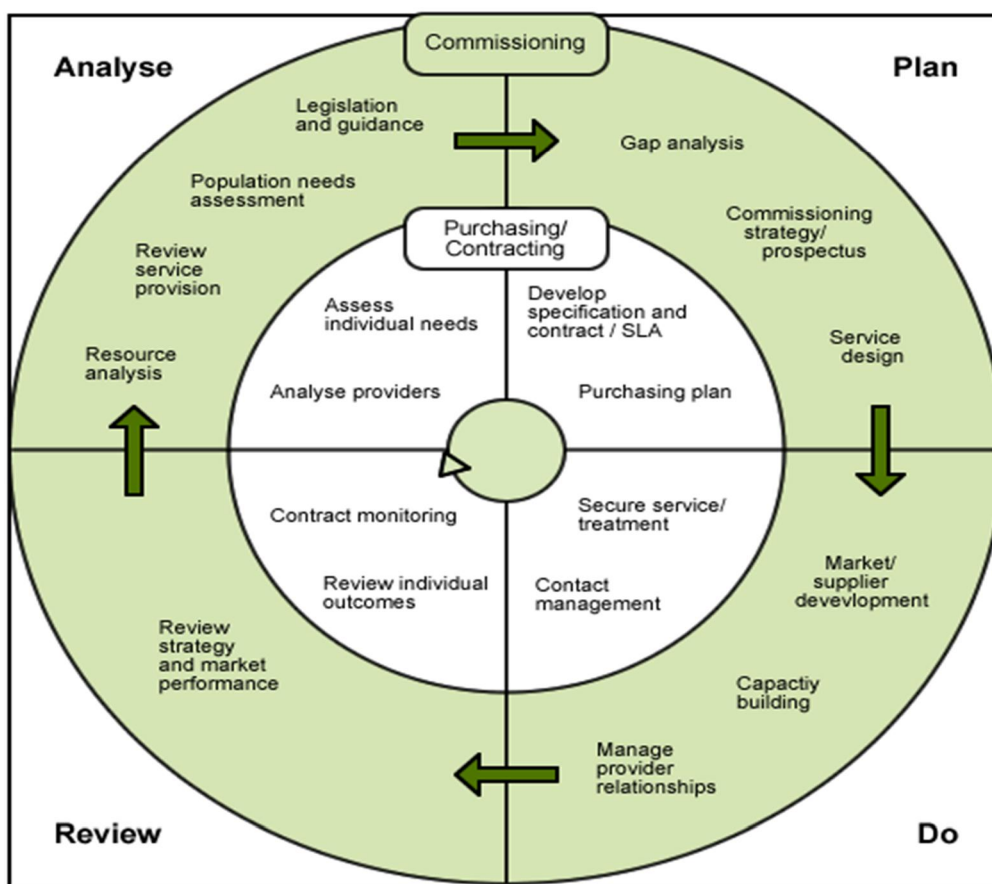 Commissioning
Analyse
Plan
Legislation
and guidance
Gap analysis
Population needs
assessment
Commissioning
strategy/
prospectus
Review
service
provision
Purchasing/
Contracting
Assess
individual needs
Develop
specification and
contract / SLA
Service
design
Resource
analysis
Analyse providers
Purchasing plan
Contract monitoring
Secure service/
treatment
Review individual
outcomes
Contact
management
Market/
supplier
devevlopment
Review
strategy
and market
performance
Capactiy
building
Manage
provider
relationships
Review
Do